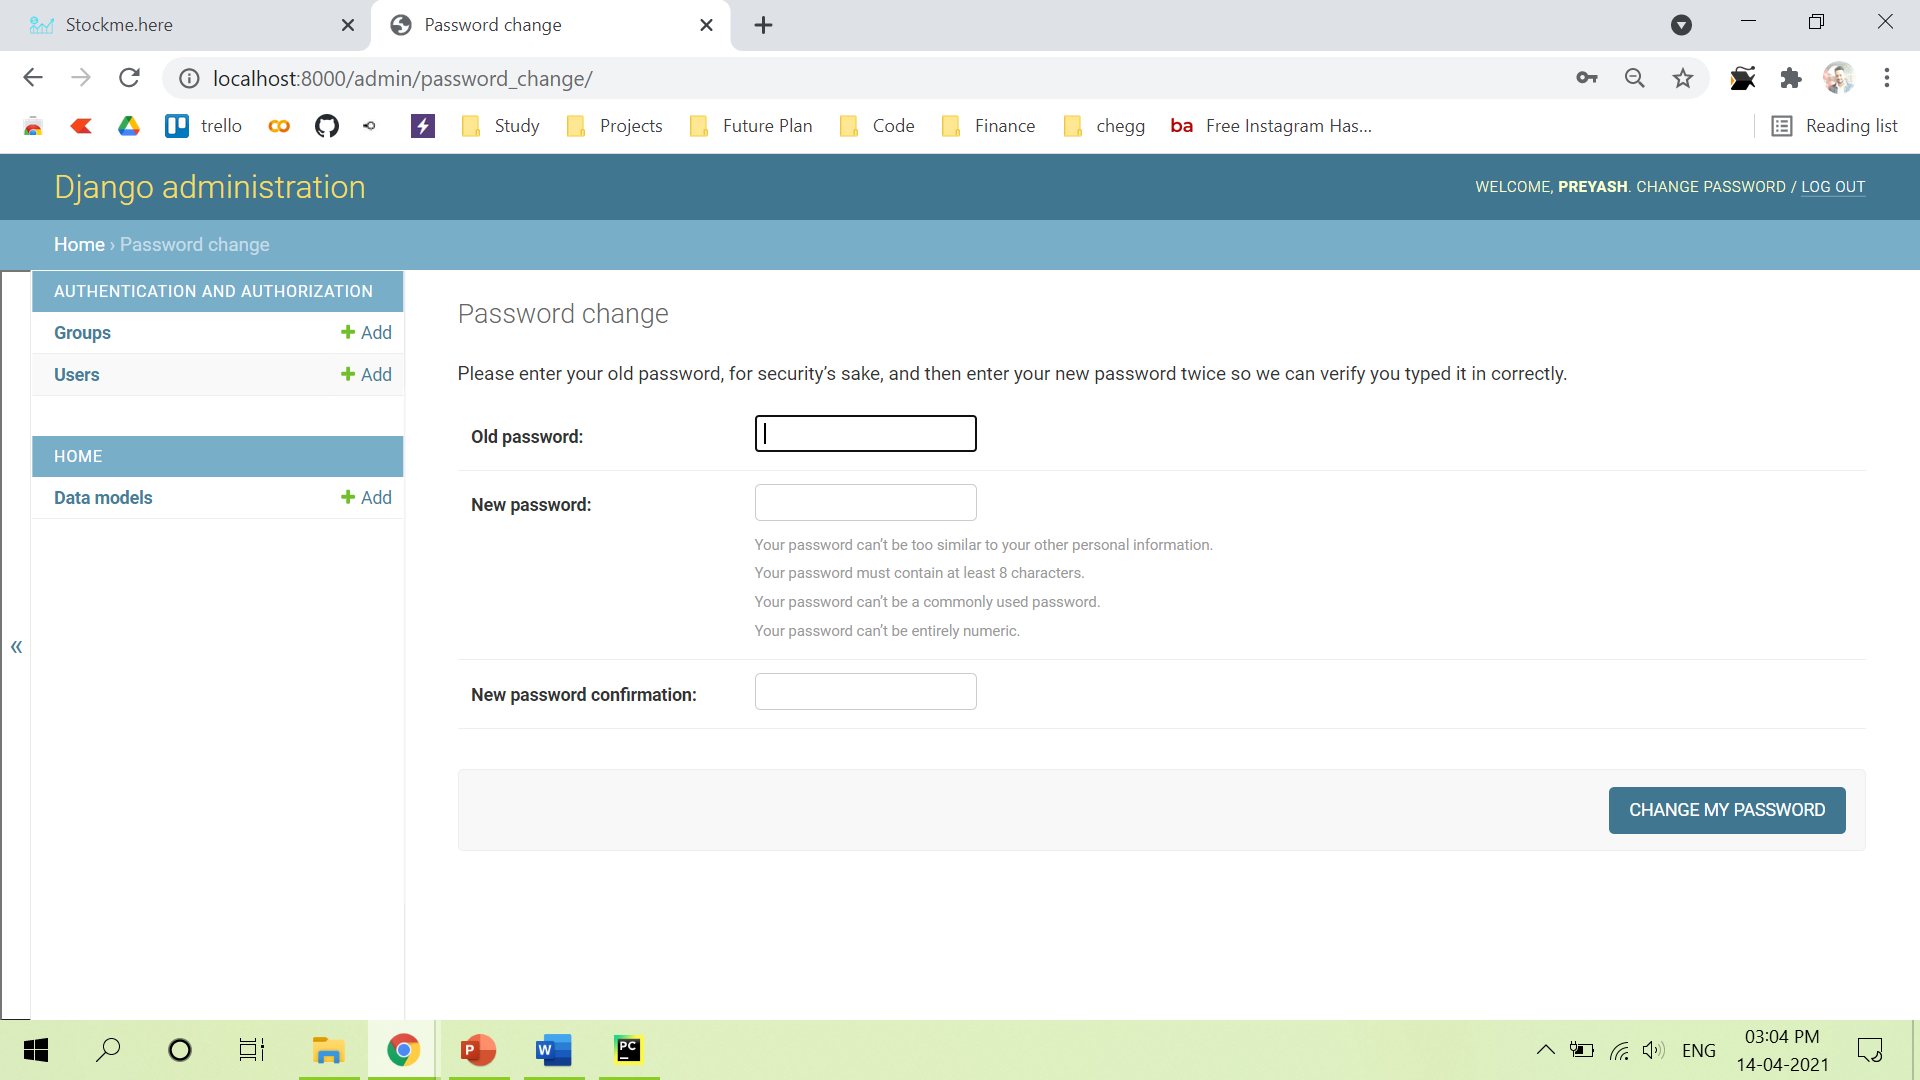 Stockme.here
Password change
localhost:8000/admin/password_change/
trello
Study
Projects
Future Plan
Code
Finance
chegg
ba Free Instagram Has...
Reading list
Django administration
WELCOME, PREYASH. CHANGE PASSWORD / LOG OUT
Home › Password change
AUTHENTICATION AND AUTHORIZATION
Groups
Add
Users
Add
HOME
Data models
Add
«
Password change
Please enter your old password, for security’s sake, and then enter your new password twice so we can verify you typed it in correctly.
Old password:
New password:
Your password can’t be too similar to your other personal information.
Your password must contain at least 8 characters.
Your password can’t be a commonly used password.
Your password can’t be entirely numeric.
New password confirmation:
CHANGE MY PASSWORD
P
W
PC
ENG
03:04 PM
14-04-2021